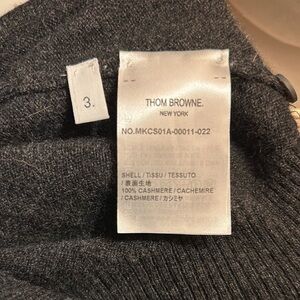 3.
THOM BROWNE.
NEW YORK
NO.MKCS01A-00011-022
SHELL / TISSU / TESSUTO
/ 表面生地
100% CASHMERE / CACHEMIRE
/ CASHMERE / カシミヤ